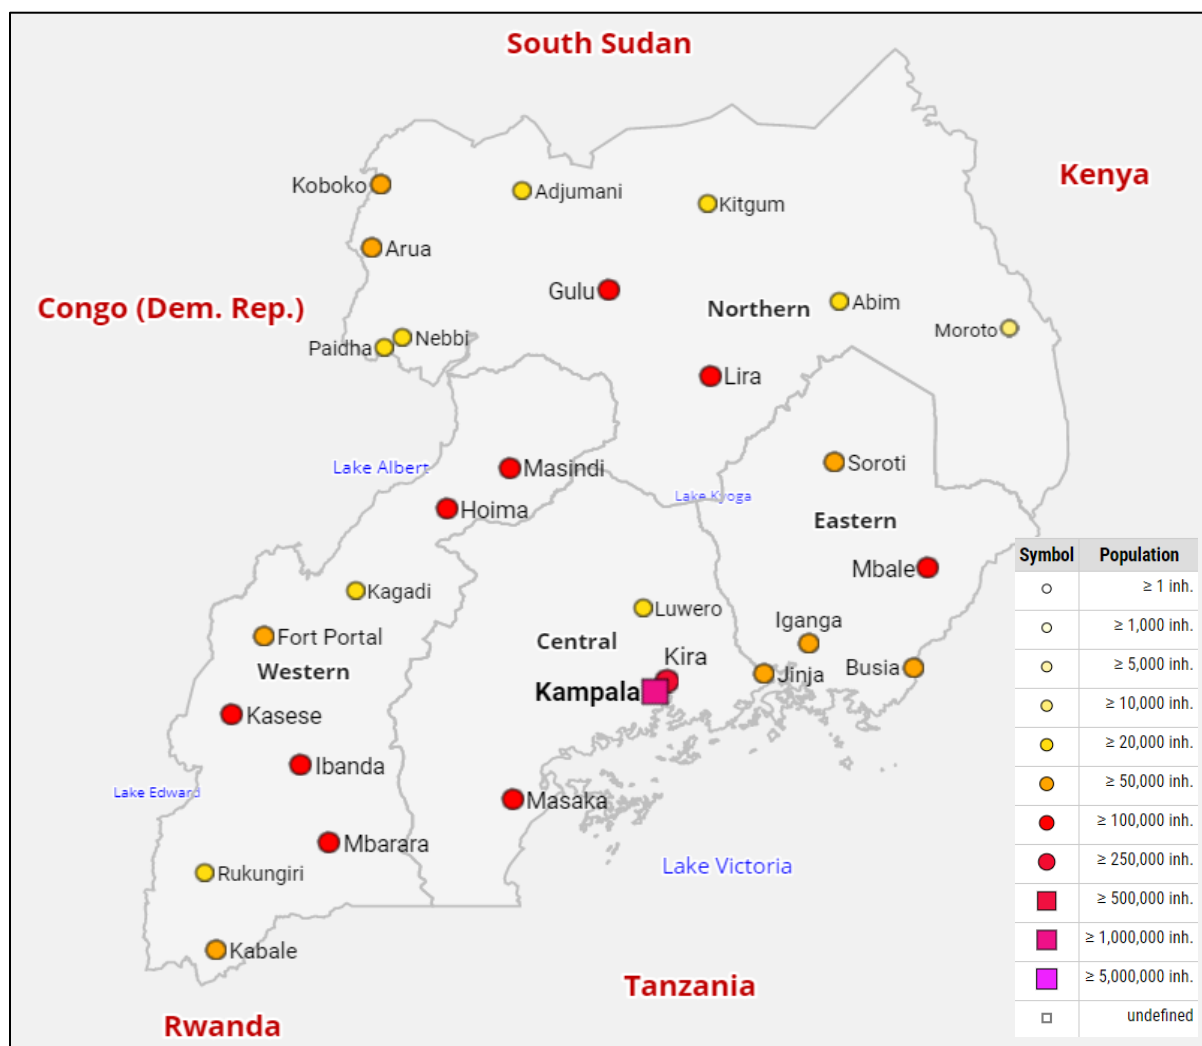 South Sudan
Kenya
Koboko
Adjumani
Kitgum
Arua
Congo (Dem. Rep.)
Gulu
Northern
Abim
Moroto
Nebbi
Paidha
Lira
Lake Albert
Masindi
Soroti
Lake Kyoga
Hoima
Eastern
Mbale
Kagadi
Luwero
Iganga
Fort Portal
Central
Western
Kira
Busia
Jinja
Kampala
Kasese
Ibanda
Lake Edward
Masaka
Mbarara
Lake Victoria
Rukungiri
Kabale
Tanzania
Rwanda
Symbol Population
≥ 1 inh.
≥ 1,000 inh.
≥ 5,000 inh.
≥ 10,000 inh.
≥ 20,000 inh.
≥ 50,000 inh.
≥ 100,000 inh.
≥ 250,000 inh.
≥ 500,000 inh.
≥ 1,000,000 inh.
≥ 5,000,000 inh.
undefined